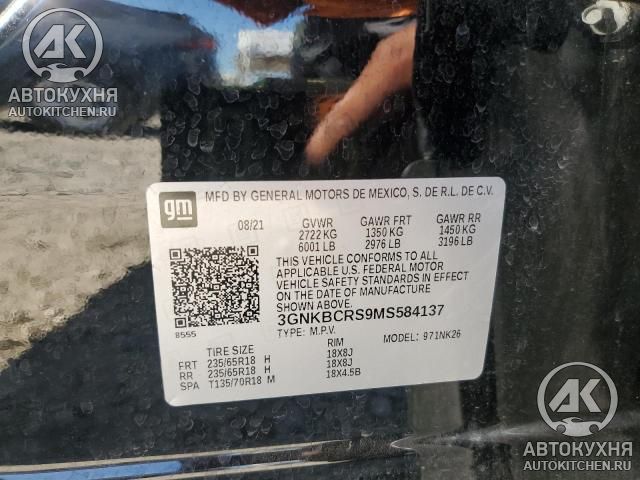 АК
АВТОКУХНЯ
AUTOKITCHEN.RU
gm
MFD BY GENERAL MOTORS DE MEXICO, S. DE R.L. DE C.V.
08/21 GVWR GAWR FRT GAWR RR
2722 KG 1350 KG 1450 KG
6001 LB 2976 LB 3196 LB
THIS VEHICLE CONFORMS TO ALL
APPLICABLE U.S. FEDERAL MOTOR
VEHICLE SAFETY STANDARDS IN EFFECT
ON THE DATE OF MANUFACTURE
SHOWN ABOVE.
8555
3GNKBCRS9MS584137
TYPE: M.P.V. MODEL: 971NK26
TIRE SIZE RIM
FRT 235/65R18 H 18X8J
RR 235/65R18 H 18X8J
SPA T135/70R18 M 18X4.5B
АК
АВТОКУХНЯ
AUTOKITCHEN.RU